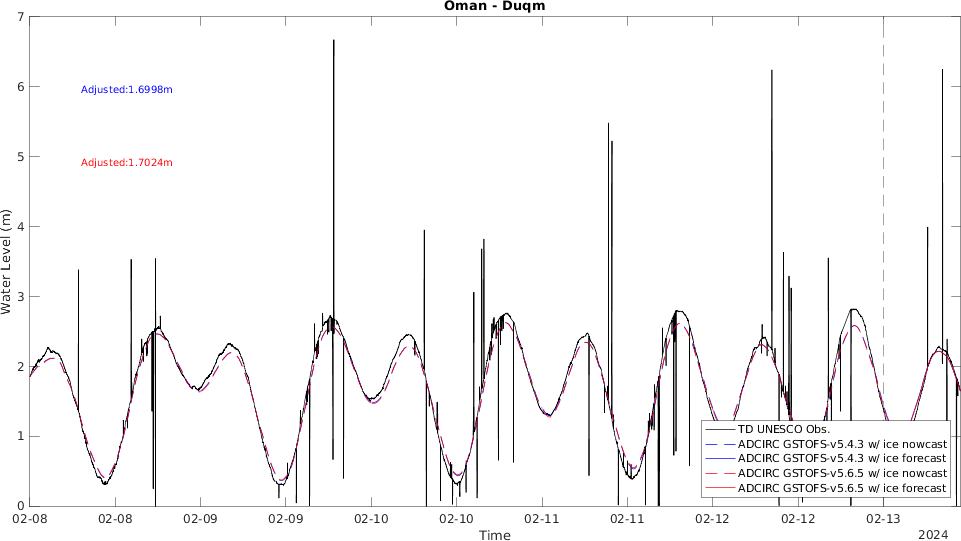 Oman - Duqm
Water Level (m)
7
6
5
4
3
2
1
0
Adjusted:1.6998m
Adjusted:1.7024m
TD UNESCO Obs.
ADCIRC GSTOFS-v5.4.3 w/ ice nowcast
ADCIRC GSTOFS-v5.4.3 w/ ice forecast
ADCIRC GSTOFS-v5.6.5 w/ ice nowcast
ADCIRC GSTOFS-v5.6.5 w/ ice forecast
02-08 02-08 02-09 02-09 02-10 02-10 02-11 02-11 02-12 02-12 02-13
Time
2024